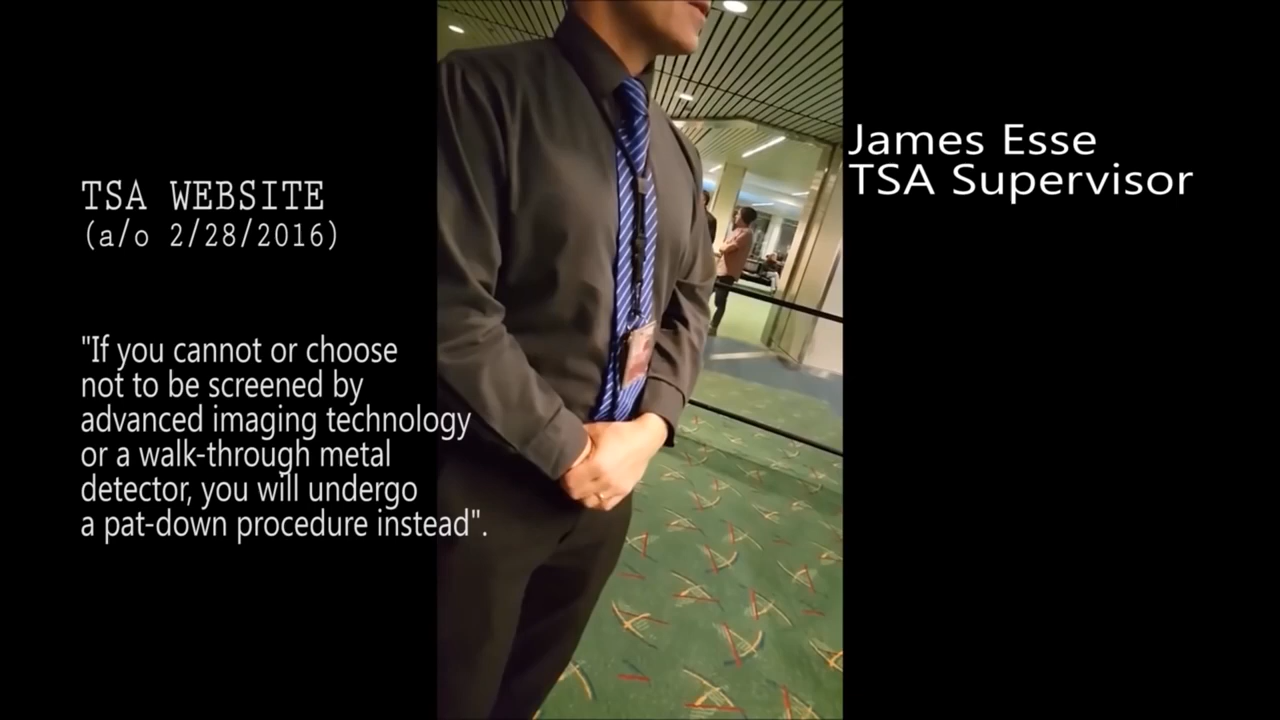 TSA WEBSITE
(a/o 2/28/2016)
"If you cannot or choose
not to be screened by
advanced imaging technology
or a walk-through metal
detector, you will undergo
a pat-down procedure instead".
James Esse
TSA Supervisor